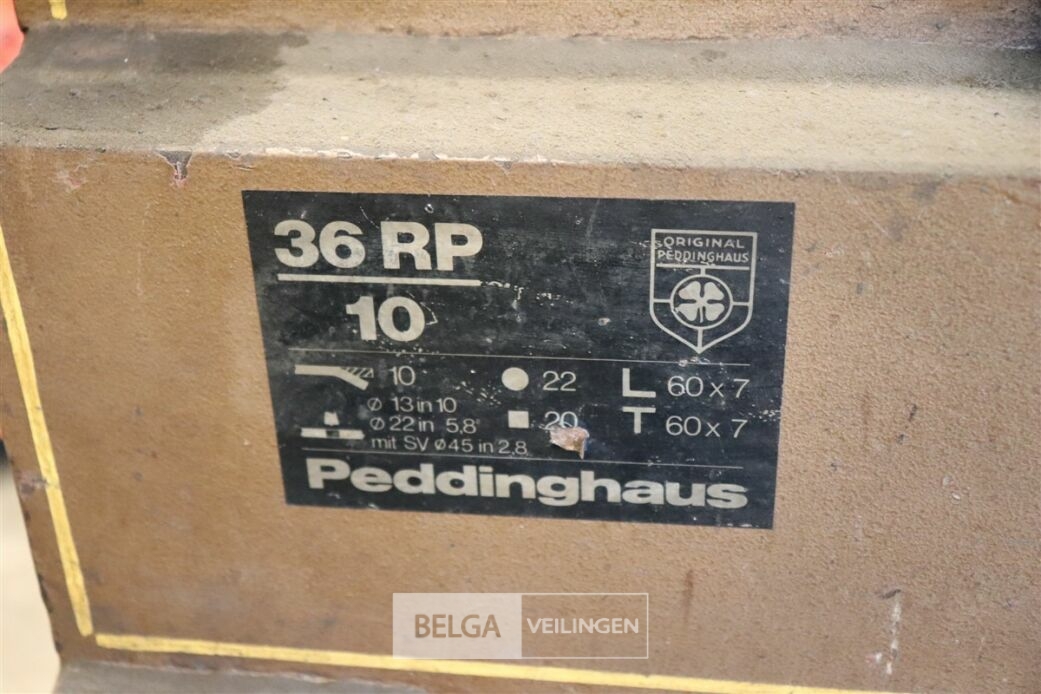 36 RP
10
ORIGINAL
PEDDINGHAUS
10
22
L 60 x 7
ø 13 in 10
ø 22 in 5,8
20
T 60 x 7
mit SV ø 45 in 2,8
Peddinghaus
BELGA VEILINGEN